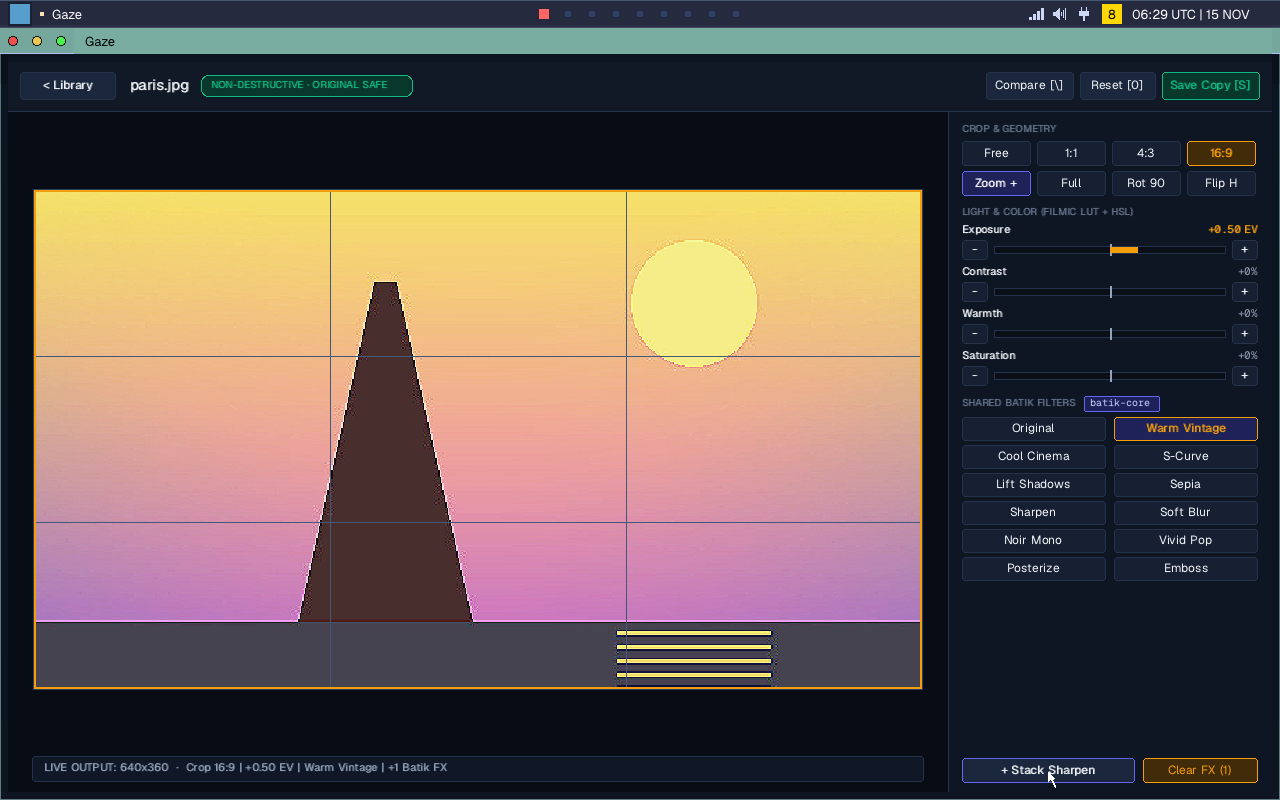 Gaze
8
06:29 UTC | 15 NOV
Gaze
< Library
paris.jpg
NON-DESTRUCTIVE · ORIGINAL SAFE
Compare [\]
Reset [0]
Save Copy [S]
CROP & GEOMETRY
Free
1:1
4:3
16:9
Zoom +
Full
Rot 90
Flip H
LIGHT & COLOR (FILMIC LUT + HSL)
Exposure
+0.50 EV
-
+
Contrast
+0%
-
+
Warmth
+0%
-
+
Saturation
+0%
-
+
SHARED BATIK FILTERS
batik-core
Original
Warm Vintage
Cool Cinema
S-Curve
Lift Shadows
Sepia
Sharpen
Soft Blur
Noir Mono
Vivid Pop
Posterize
Emboss
LIVE OUTPUT: 640x360 - Crop 16:9 | +0.50 EV | Warm Vintage | +1 Batik FX
+ Stack Sharpen
Clear FX (1)